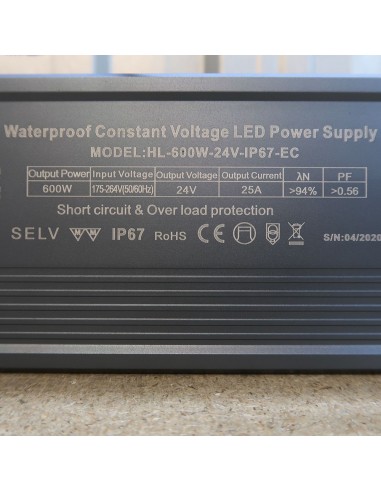 Waterproof Constant Voltage LED Power Supply
MODEL:HL-600W-24V-IP67-EC
Output Power Input Voltage Output Voltage Output Current λN PF
600W 175-264V(50/60Hz) 24V 25A >94% >0.56
Short circuit & Over load protection
SELV MM IP67 RoHS CE S/N:04/2020